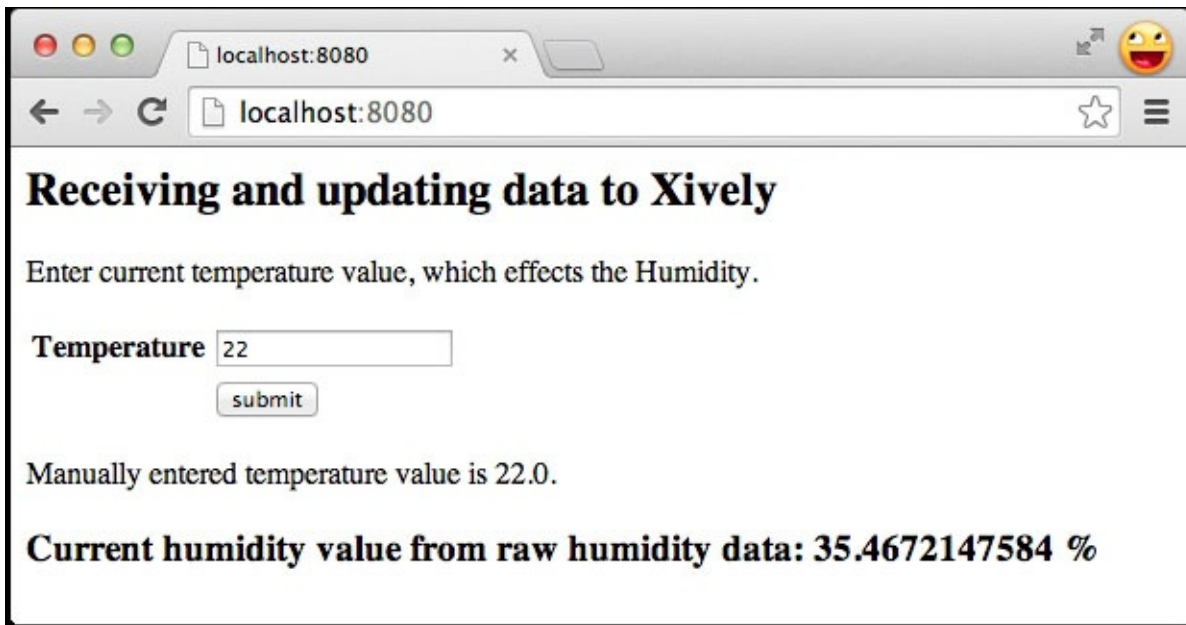 localhost:8080
localhost:8080
Receiving and updating data to Xively
Enter current temperature value, which effects the Humidity.
Temperature 22
submit
Manually entered temperature value is 22.0.
Current humidity value from raw humidity data: 35.4672147584 %